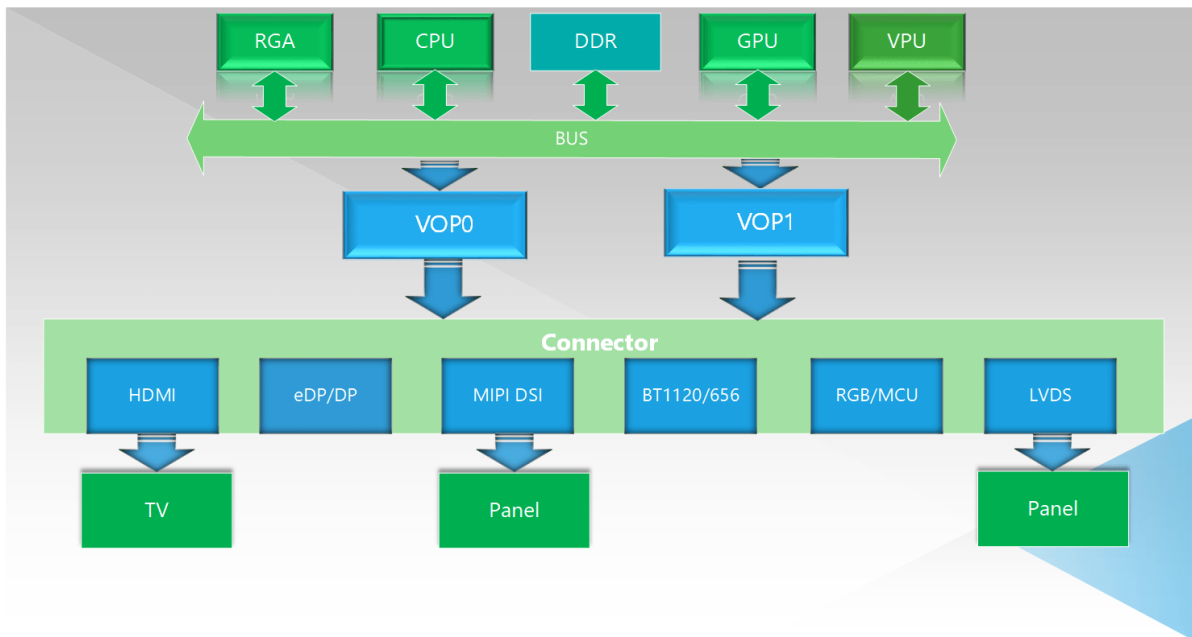 RGA
CPU
DDR
GPU
VPU
BUS
VOP0
VOP1
Connector
HDMI
eDP/DP
MIPI DSI
BT1120/656
RGB/MCU
LVDS
TV
Panel
Panel